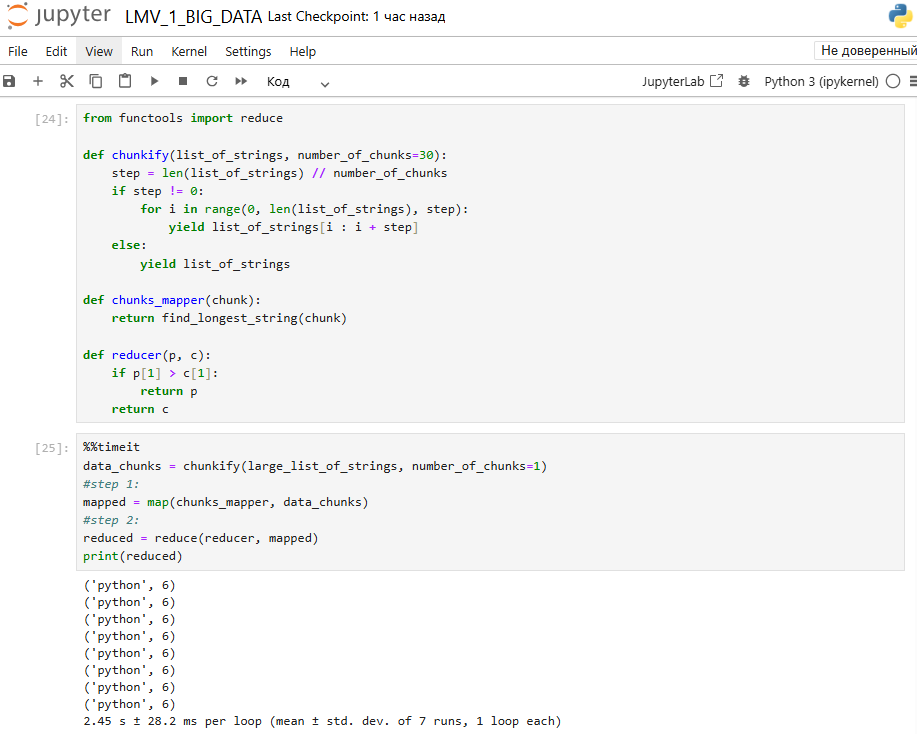 jupyter LMV_1_BIG_DATA Last Checkpoint: 1 час назад
File Edit View Run Kernel Settings Help Не доверенный
Код JupyterLab Python 3 (ipykernel)
[24]: from functools import reduce
def chunkify(list_of_strings, number_of_chunks=30):
    step = len(list_of_strings) // number_of_chunks
    if step != 0:
        for i in range(0, len(list_of_strings), step):
            yield list_of_strings[i : i + step]
    else:
        yield list_of_strings
def chunks_mapper(chunk):
    return find_longest_string(chunk)
def reducer(p, c):
    if p[1] > c[1]:
        return p
    return c
[25]: %%timeit
data_chunks = chunkify(large_list_of_strings, number_of_chunks=1)
#step 1:
mapped = map(chunks_mapper, data_chunks)
#step 2:
reduced = reduce(reducer, mapped)
print(reduced)
('python', 6)
('python', 6)
('python', 6)
('python', 6)
('python', 6)
('python', 6)
('python', 6)
('python', 6)
2.45 s ± 28.2 ms per loop (mean ± std. dev. of 7 runs, 1 loop each)